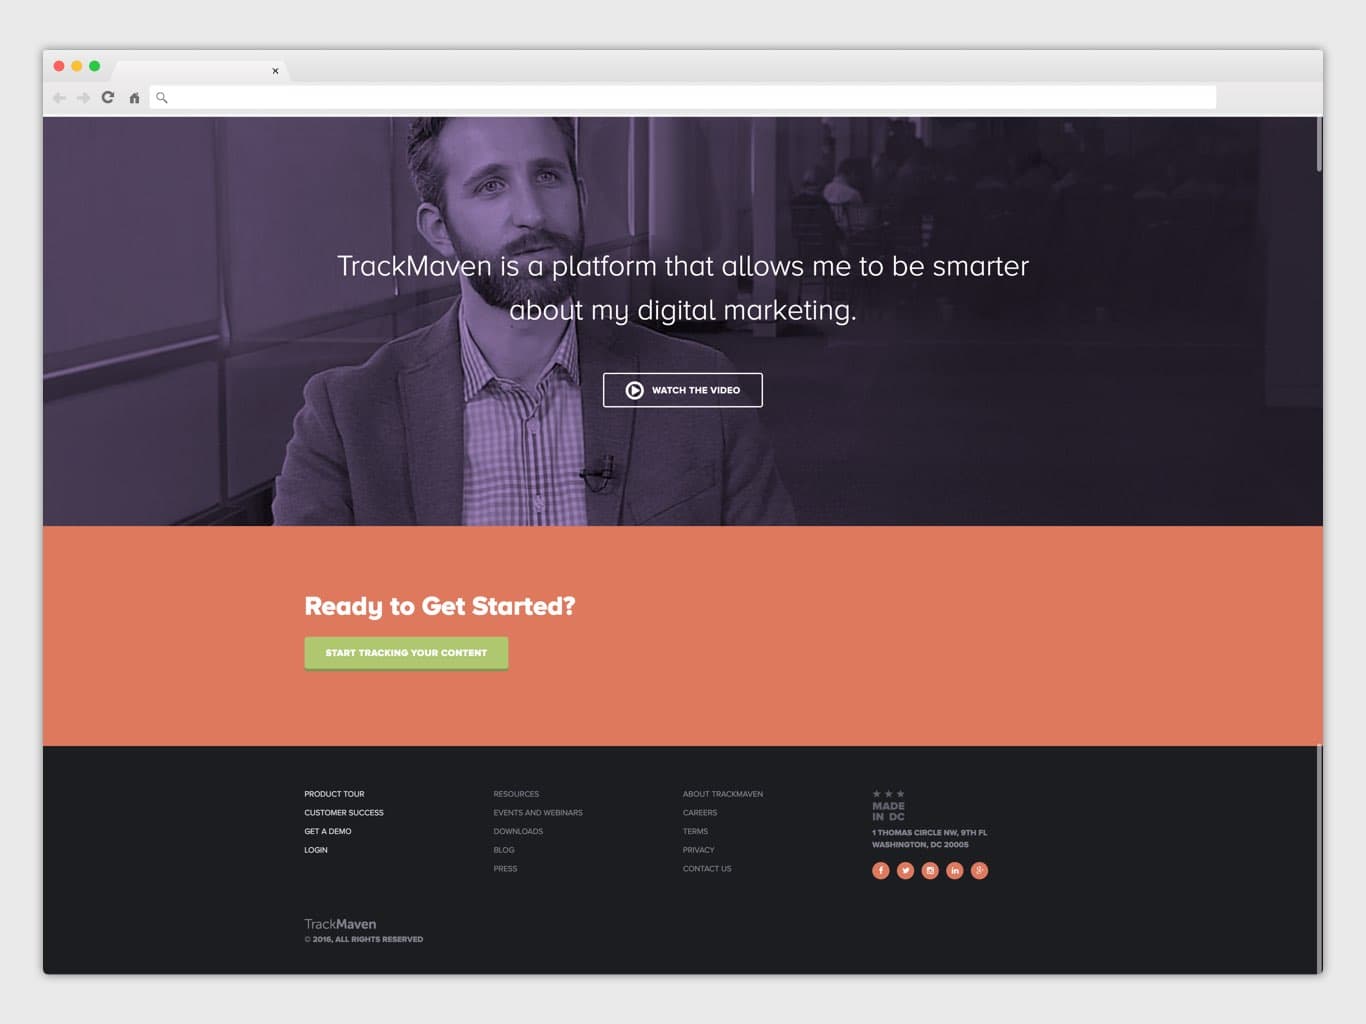 TrackMaven is a platform that allows me to be smarter
about my digital marketing.
WATCH THE VIDEO
Ready to Get Started?
START TRACKING YOUR CONTENT
PRODUCT TOUR
CUSTOMER SUCCESS
GET A DEMO
LOGIN
RESOURCES
EVENTS AND WEBINARS
DOWNLOADS
BLOG
PRESS
ABOUT TRACKMAVEN
CAREERS
TERMS
PRIVACY
CONTACT US
MADE
IN DC
1 THOMAS CIRCLE NW, 9TH FL
WASHINGTON, DC 20005
TrackMaven
© 2016, ALL RIGHTS RESERVED